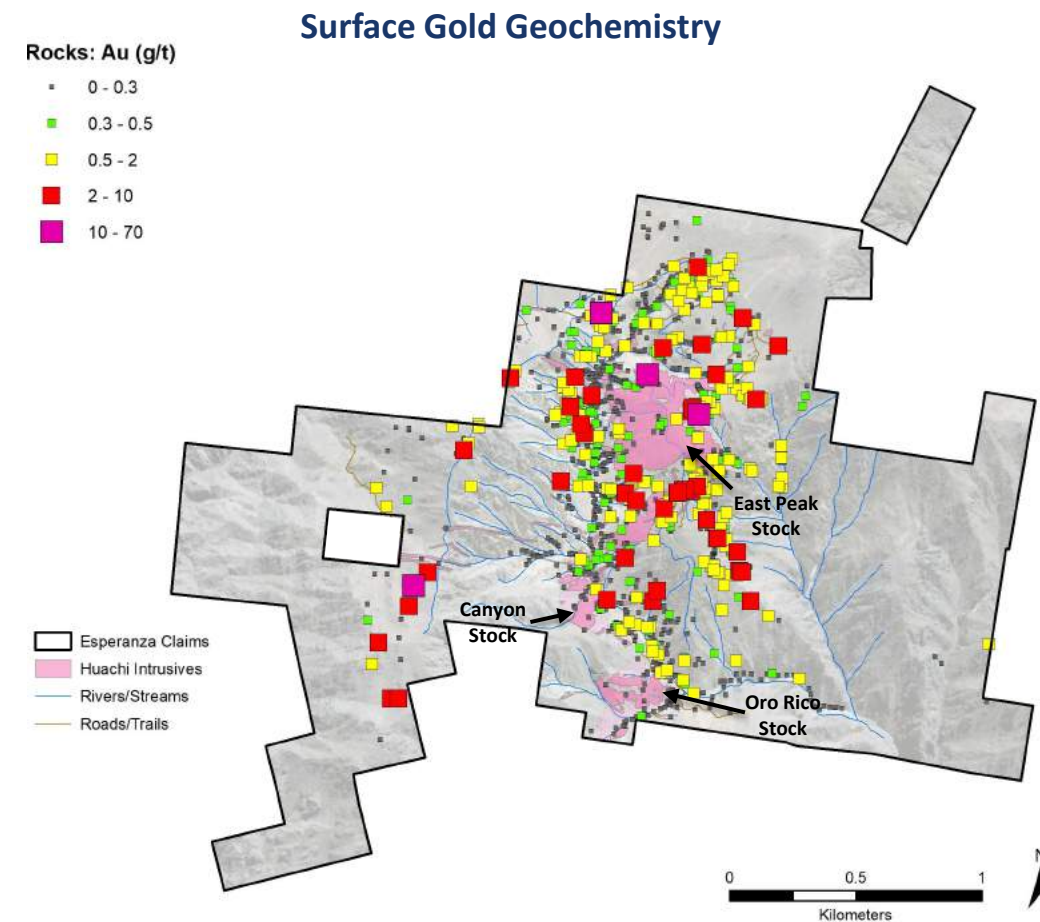 Surface Gold Geochemistry
Rocks: Au (g/t)
0 - 0.3
0.3 - 0.5
0.5 - 2
2 - 10
10 - 70
East Peak
Stock
Canyon
Stock
Oro Rico
Stock
Esperanza Claims
Huachi Intrusives
Rivers/Streams
Roads/Trails
N
0 0.5 1
Kilometers